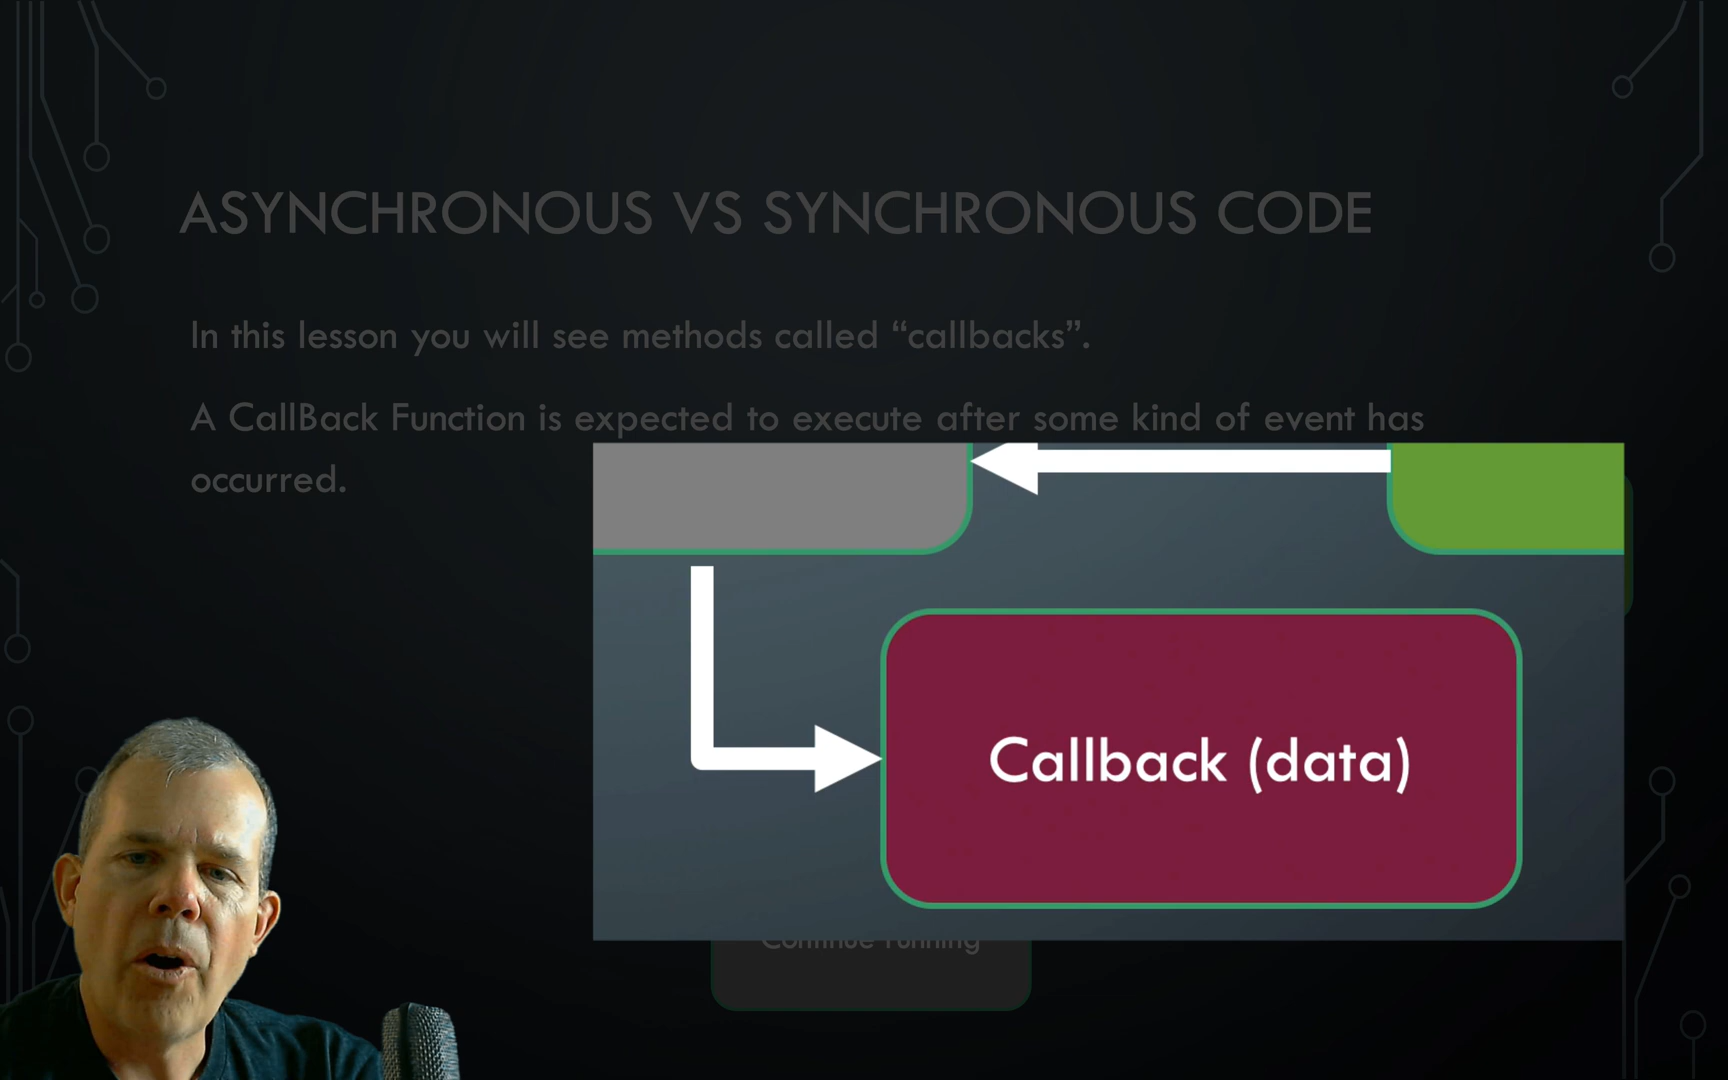 ASYNCHRONOUS VS SYNCHRONOUS CODE
In this lesson you will see methods called “callbacks”.
A CallBack Function is expected to execute after some kind of event has
occurred.
Callback (data)
Continue running